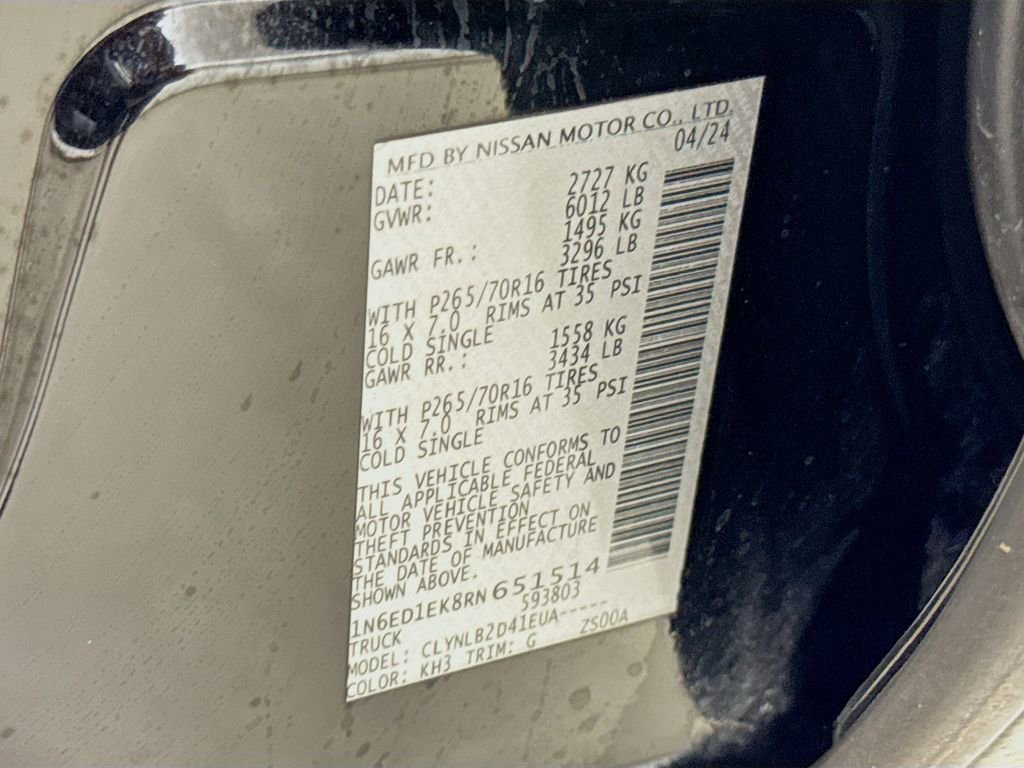 MFD BY NISSAN MOTOR CO., LTD.
DATE: 04/24
GVWR: 2727 KG
6012 LB
GAWR FR.: 1495 KG
3296 LB
WITH P265/70R16 TIRES
16 X 7.0 RIMS AT 35 PSI
COLD SINGLE
GAWR RR.: 1558 KG
3434 LB
WITH P265/70R16 TIRES
16 X 7.0 RIMS AT 35 PSI
COLD SINGLE
THIS VEHICLE CONFORMS TO
ALL APPLICABLE FEDERAL
MOTOR VEHICLE SAFETY AND
THEFT PREVENTION
STANDARDS IN EFFECT ON
THE DATE OF MANUFACTURE
SHOWN ABOVE.
1N6ED1EK8RN651514
TRUCK 593803
MODEL: CLYNLB2D41EUA-----
COLOR: KH3 TRIM: G ZS00A